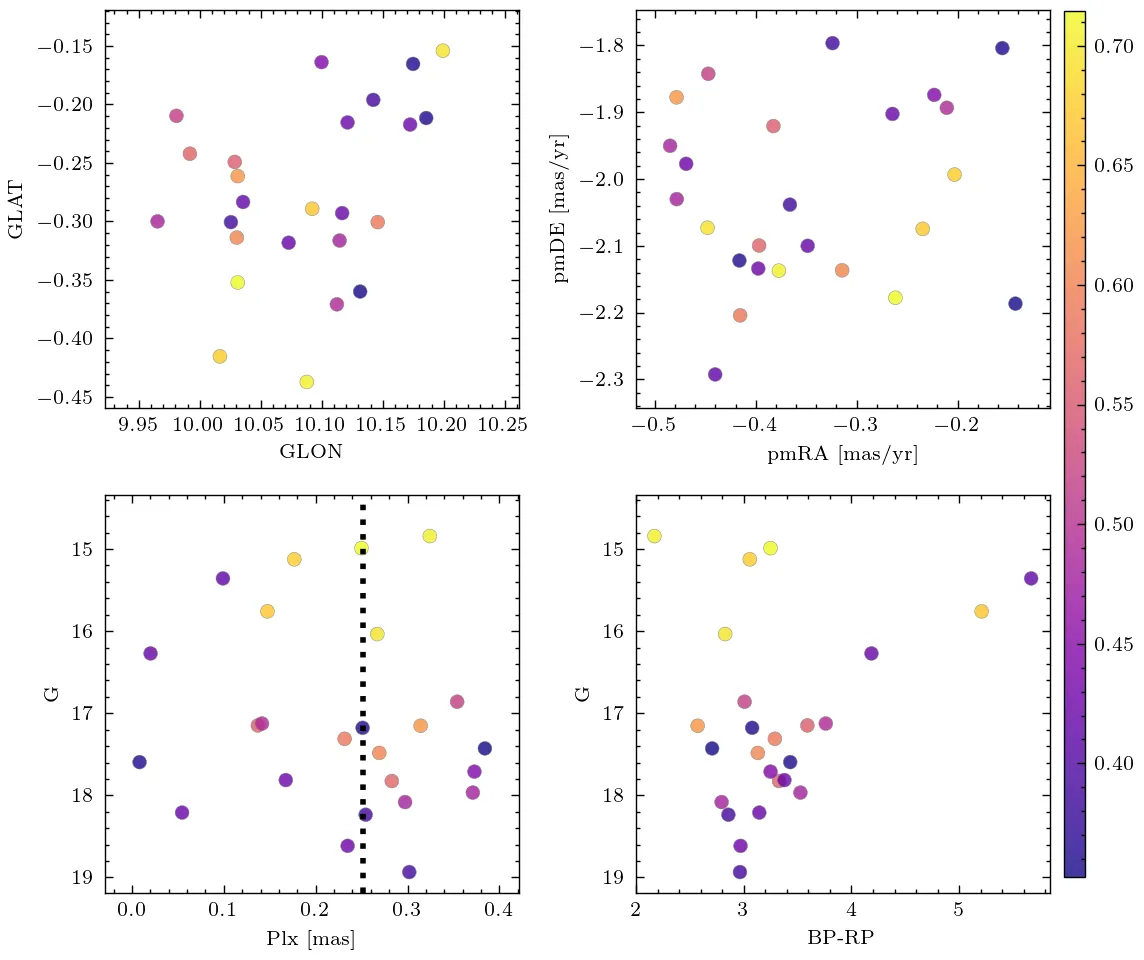 −0.15
−0.20
−0.25
−0.30
−0.35
−0.40
−0.45
GLAT
9.95 10.00 10.05 10.10 10.15 10.20 10.25
GLON
−1.8
−1.9
−2.0
−2.1
−2.2
−2.3
pmDE [mas/yr]
−0.5 −0.4 −0.3 −0.2
pmRA [mas/yr]
0.70
0.65
0.60
0.55
0.50
0.45
0.40
15
16
17
18
19
G
0.0 0.1 0.2 0.3 0.4
Plx [mas]
15
16
17
18
19
G
2 3 4 5
BP-RP